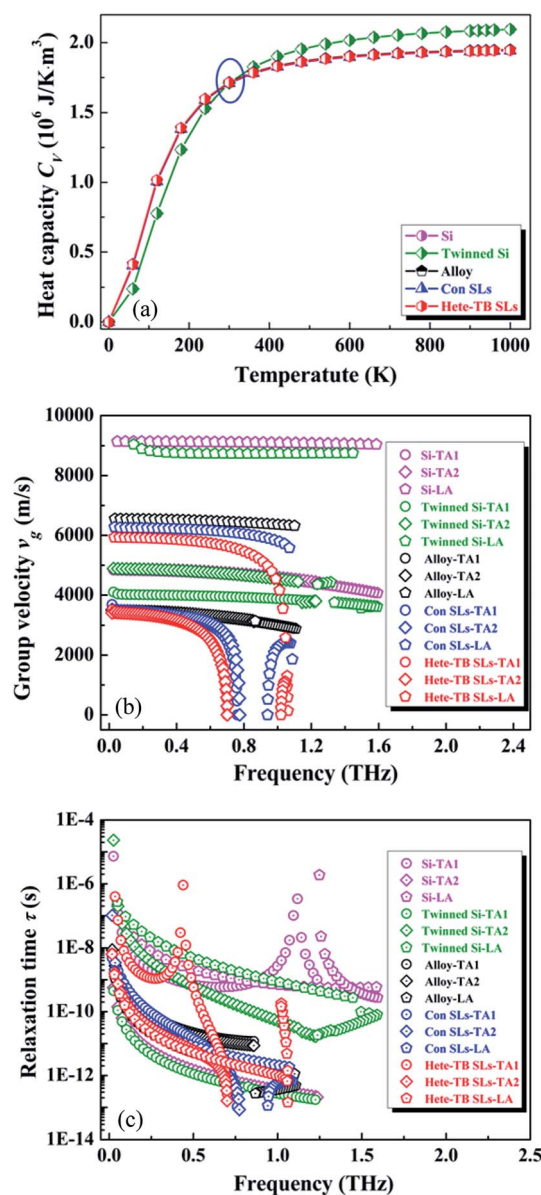 2.0
1.5
1.0
0.5
0.0
Heat capacity C_V (10^6 J/K·m^3)
Si
Twinned Si
Alloy
Con SLs
Hete-TB SLs
(a)
0 200 400 600 800 1000
Temperatute (K)
10000
8000
6000
4000
2000
0
Group velocity v_g (m/s)
Si-TA1
Si-TA2
Si-LA
Twinned Si-TA1
Twinned Si-TA2
Twinned Si-LA
Alloy-TA1
Alloy-TA2
Alloy-LA
Con SLs-TA1
Con SLs-TA2
Con SLs-LA
Hete-TB SLs-TA1
Hete-TB SLs-TA2
Hete-TB SLs-LA
(b)
0.0 0.4 0.8 1.2 1.6 2.0 2.4
Frequency (THz)
1E-4
1E-6
1E-8
1E-10
1E-12
1E-14
Relaxation time τ (s)
Si-TA1
Si-TA2
Si-LA
Twinned Si-TA1
Twinned Si-TA2
Twinned Si-LA
Alloy-TA1
Alloy-TA2
Alloy-LA
Con SLs-TA1
Con SLs-TA2
Con SLs-LA
Hete-TB SLs-TA1
Hete-TB SLs-TA2
Hete-TB SLs-LA
(c)
0.0 0.5 1.0 1.5 2.0 2.5
Frequency (THz)